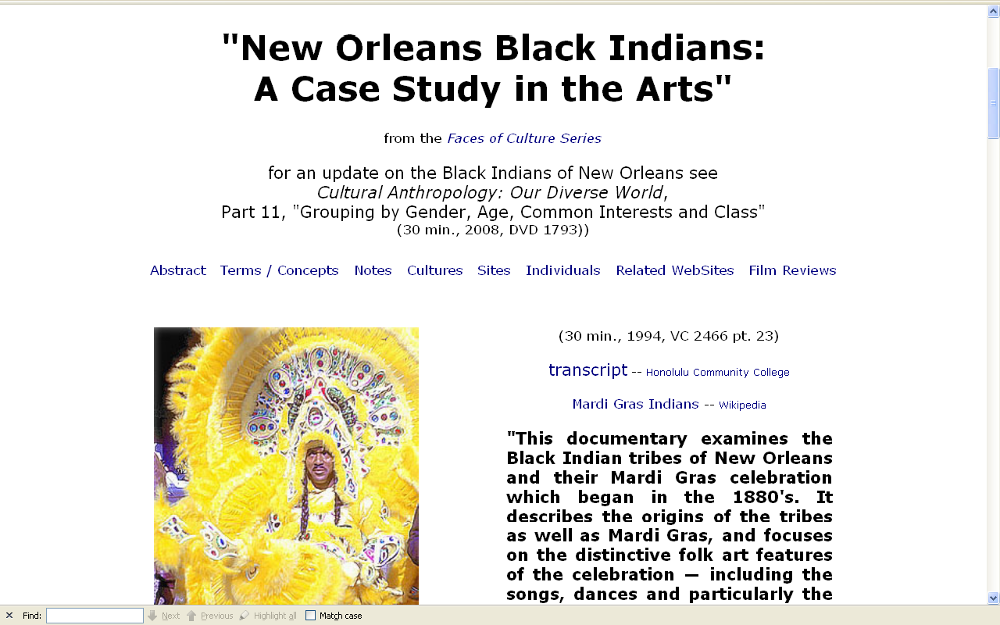 "New Orleans Black Indians:
A Case Study in the Arts"
from the Faces of Culture Series
for an update on the Black Indians of New Orleans see
Cultural Anthropology: Our Diverse World,
Part 11, "Grouping by Gender, Age, Common Interests and Class"
(30 min., 2008, DVD 1793))
Abstract Terms / Concepts Notes Cultures Sites Individuals Related WebSites Film Reviews
(30 min., 1994, VC 2466 pt. 23)
transcript -- Honolulu Community College
Mardi Gras Indians -- Wikipedia
"This documentary examines the
Black Indian tribes of New Orleans
and their Mardi Gras celebration
which began in the 1880's. It
describes the origins of the tribes
as well as Mardi Gras, and focuses
on the distinctive folk art features
of the celebration — including the
songs, dances and particularly the
Find: Next Previous Highlight all Match case